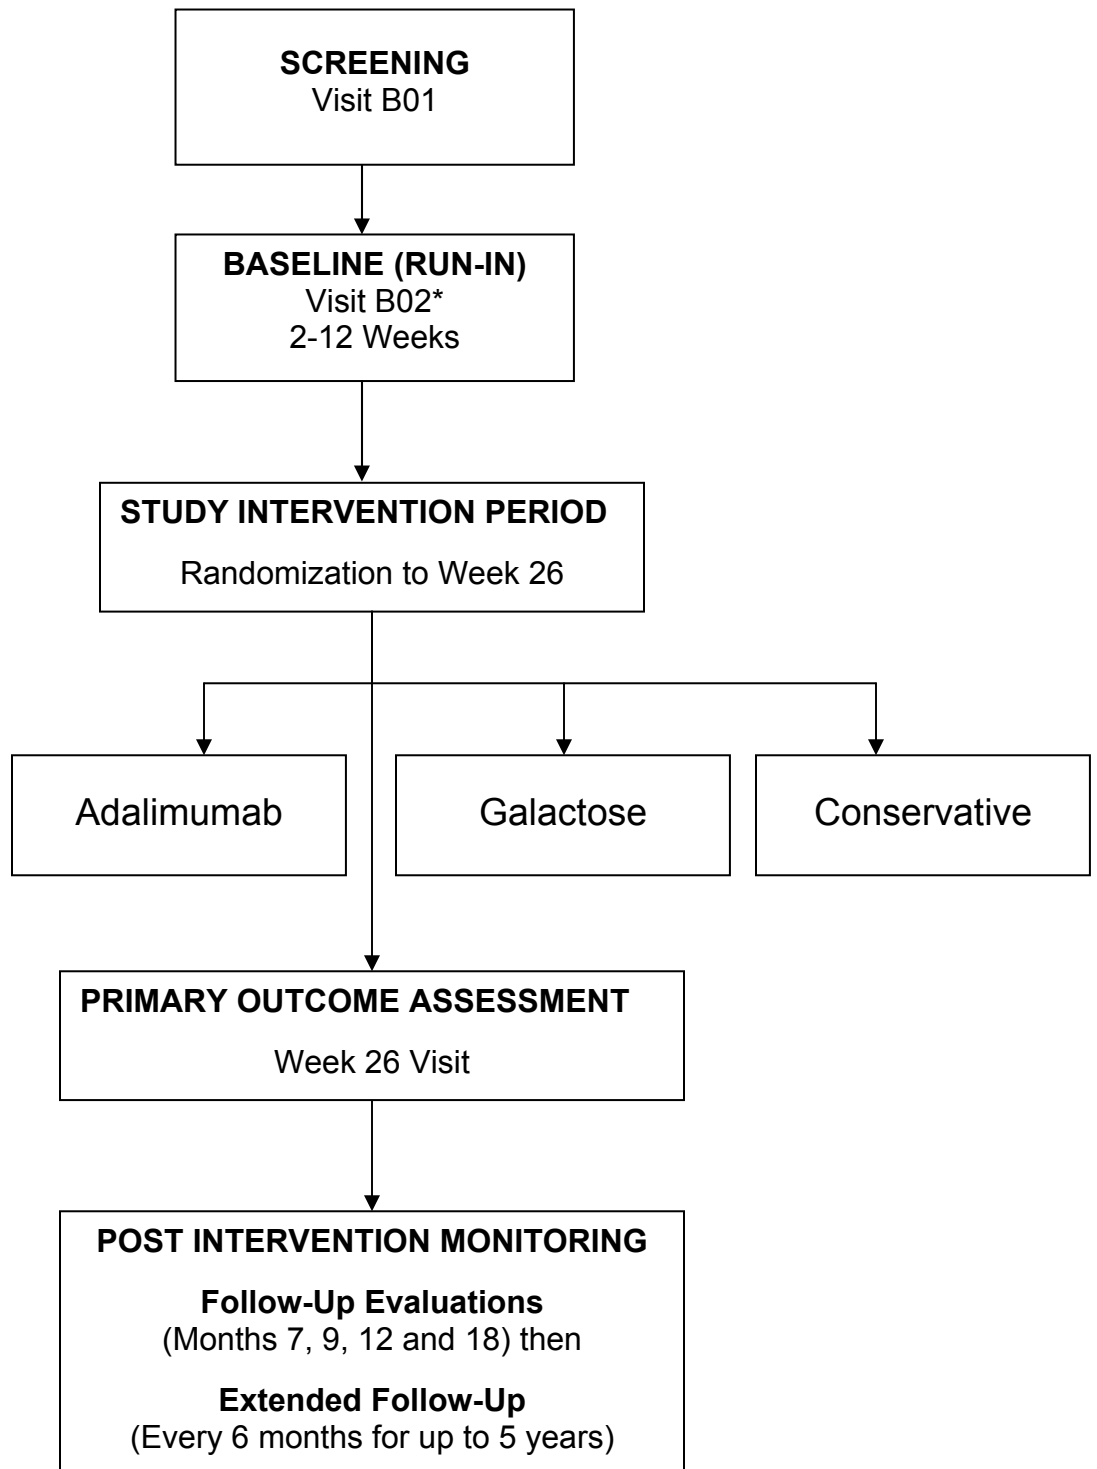 SCREENING
Visit B01
BASELINE (RUN-IN)
Visit B02*
2-12 Weeks
STUDY INTERVENTION PERIOD
Randomization to Week 26
Adalimumab
Galactose
Conservative
PRIMARY OUTCOME ASSESSMENT
Week 26 Visit
POST INTERVENTION MONITORING
Follow-Up Evaluations
(Months 7, 9, 12 and 18) then
Extended Follow-Up
(Every 6 months for up to 5 years)